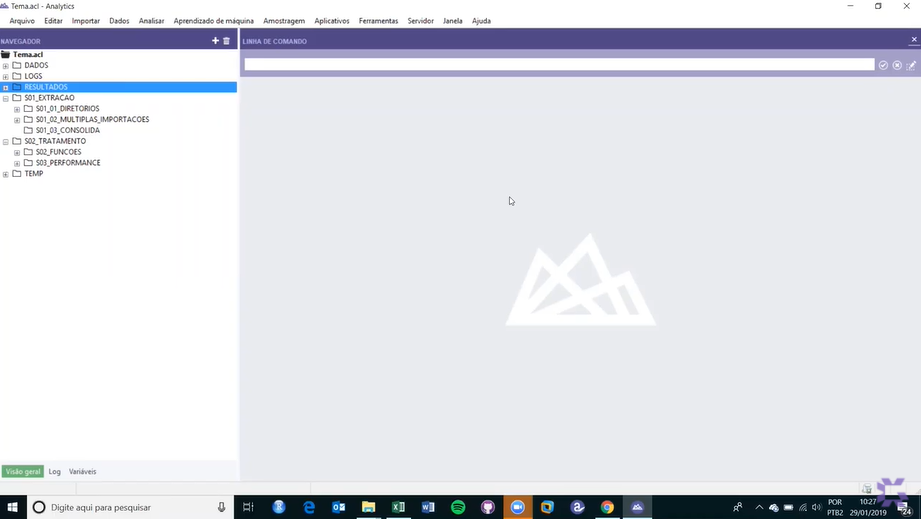 Tema.acl - Analytics
Arquivo Editar Importar Dados Analisar Aprendizado de máquina Amostragem Aplicativos Ferramentas Servidor Janela Ajuda
NAVEGADOR
LINHA DE COMANDO
Tema.acl
DADOS
LOGS
RESULTADOS
S01_EXTRACAO
S01_01_DIRETORIOS
S01_02_MULTIPLAS_IMPORTACOES
S01_03_CONSOLIDA
S02_TRATAMENTO
S02_FUNCOES
S03_PERFORMANCE
TEMP
Visão geral Log Variáveis
Digite aqui para pesquisar
POR 10:27
PTB2 29/01/2019
24